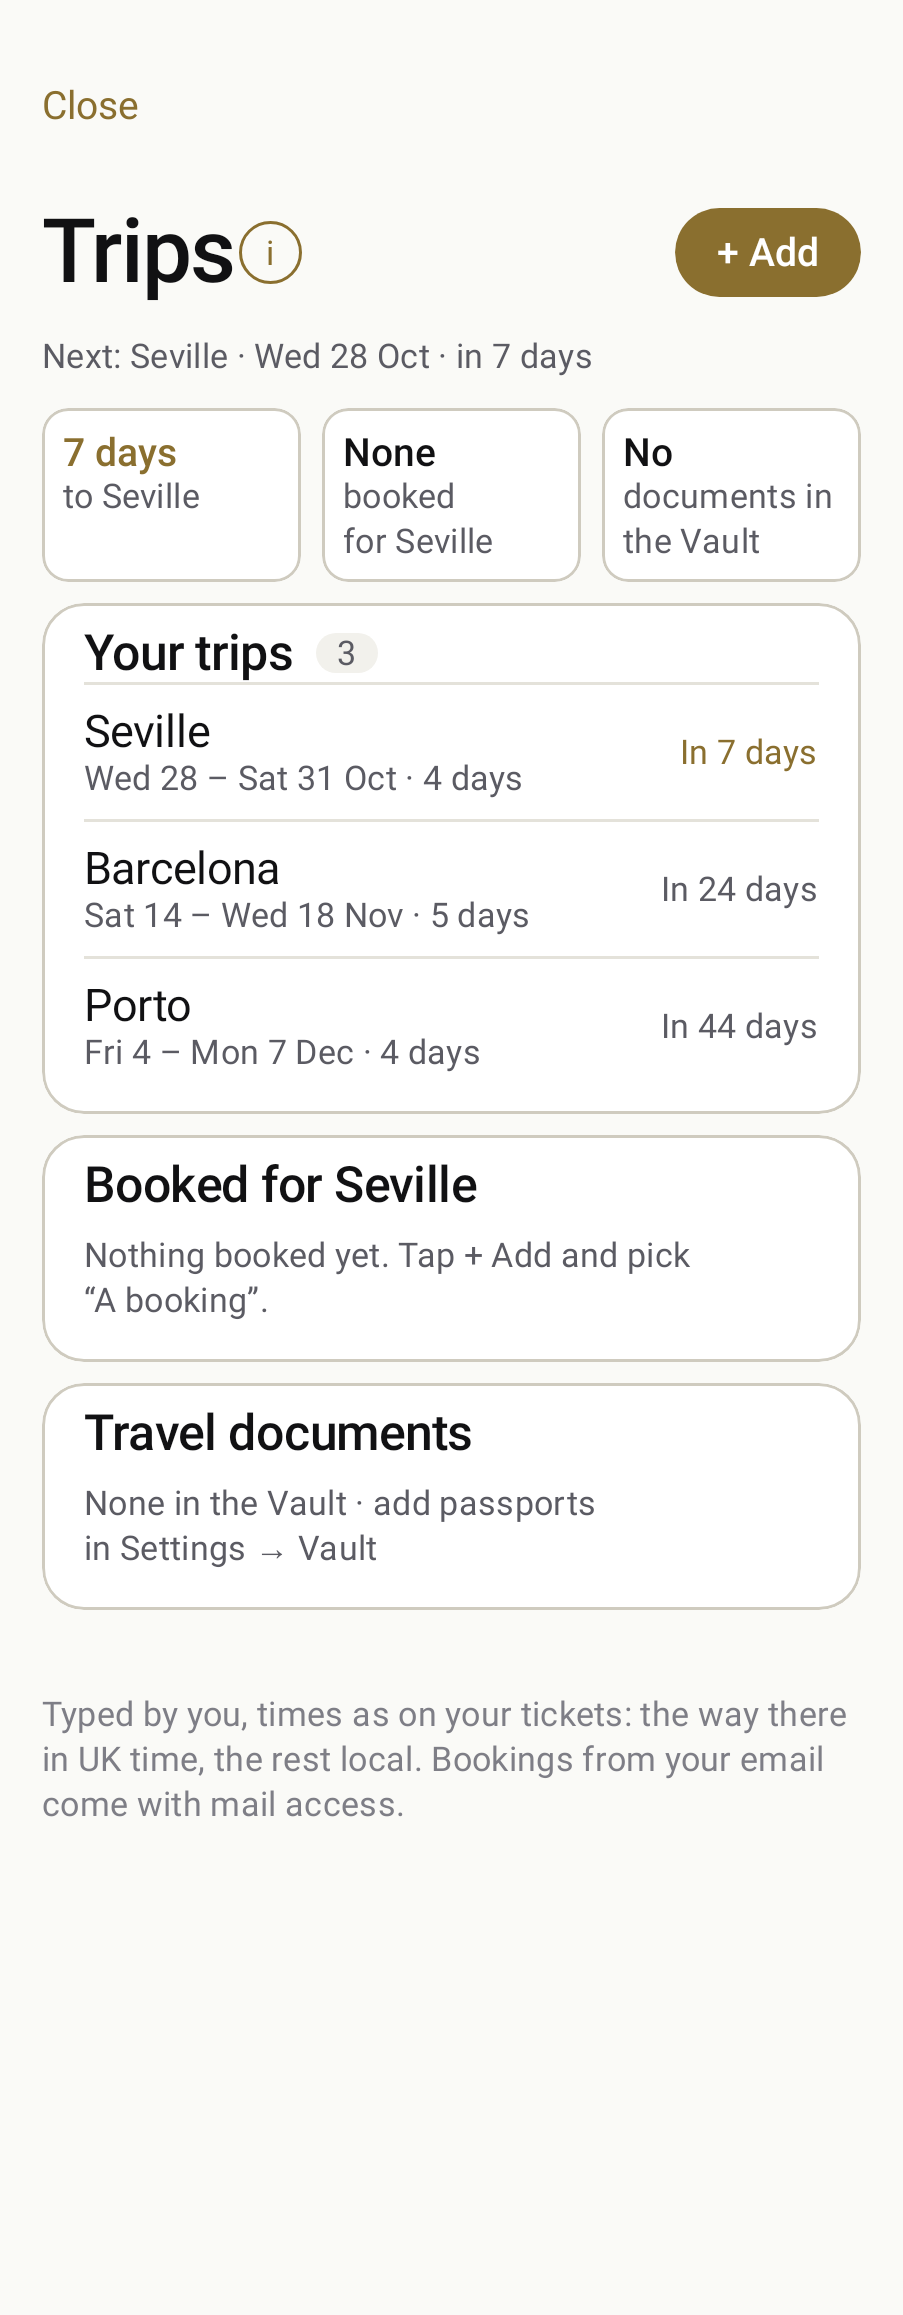 Close
Trips i
+ Add
Next: Seville · Wed 28 Oct · in 7 days
7 days
to Seville
None
booked
for Seville
No
documents in
the Vault
Your trips 3
Seville
Wed 28 – Sat 31 Oct · 4 days
In 7 days
Barcelona
Sat 14 – Wed 18 Nov · 5 days
In 24 days
Porto
Fri 4 – Mon 7 Dec · 4 days
In 44 days
Booked for Seville
Nothing booked yet. Tap + Add and pick
“A booking”.
Travel documents
None in the Vault · add passports
in Settings → Vault
Typed by you, times as on your tickets: the way there
in UK time, the rest local. Bookings from your email
come with mail access.